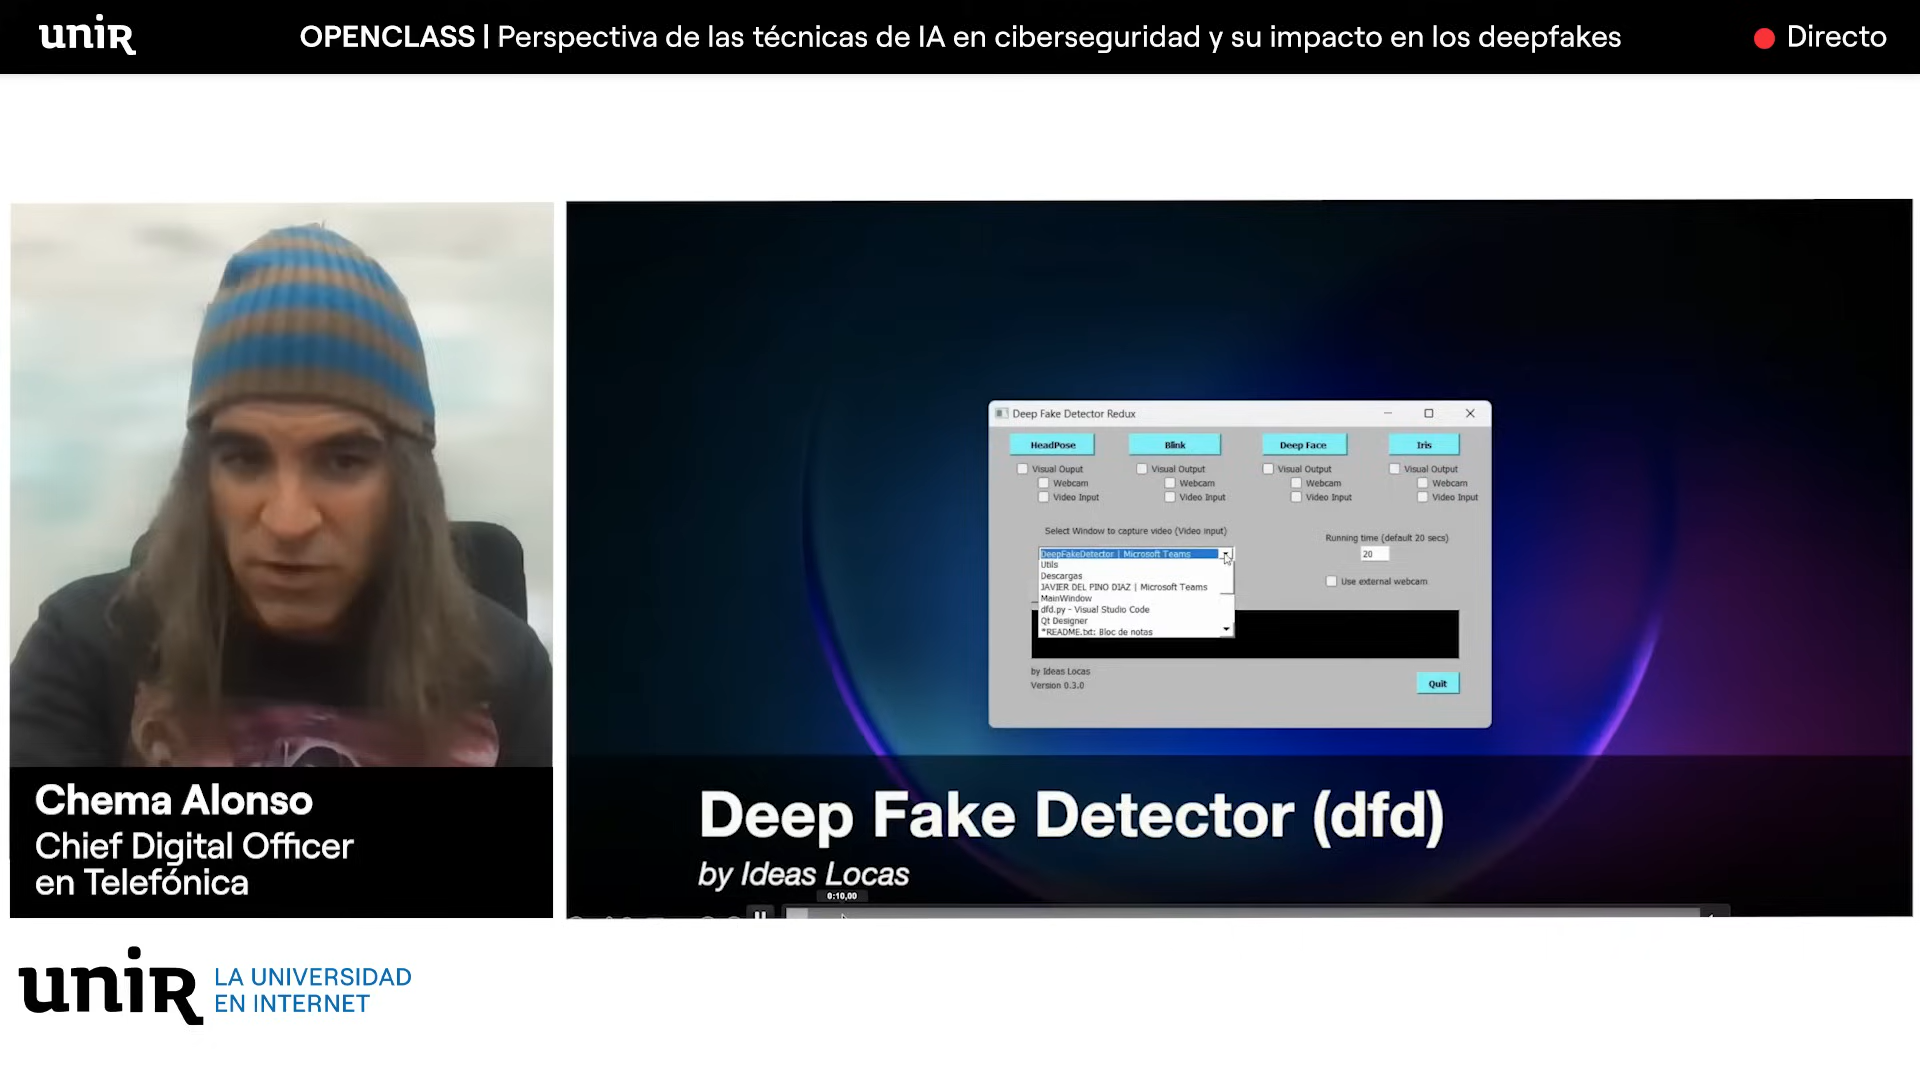 unir
OPENCLASS | Perspectiva de las técnicas de IA en ciberseguridad y su impacto en los deepfakes
Directo
Deep Fake Detector Redux
HeadPose
Blink
Deep Face
Iris
Visual Ouput
Visual Output
Visual Output
Visual Output
Webcam
Webcam
Webcam
Webcam
Video Input
Video Input
Video Input
Video Input
Select Window to capture video (Video input)
Running time (default 20 secs)
DeepFakeDetector | Microsoft Teams
20
Utils
Descargas
Use external webcam
JAVIER DEL PINO DIAZ | Microsoft Teams
MainWindow
dfd.py - Visual Studio Code
Qt Designer
*README.txt: Bloc de notas
by Ideas Locas
Version 0.3.0
Quit
Deep Fake Detector (dfd)
by Ideas Locas
0:10,00
Chema Alonso
Chief Digital Officer
en Telefónica
unir
LA UNIVERSIDAD
EN INTERNET